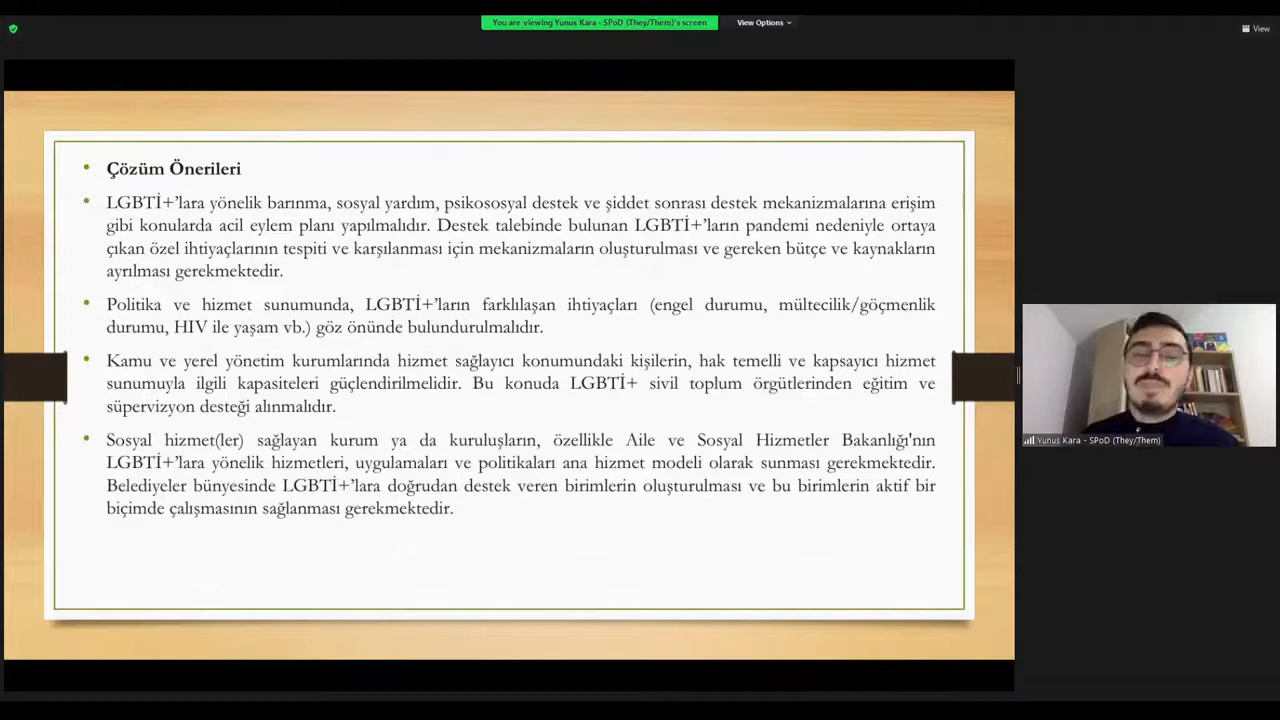 You are viewing Yunus Kara - SPoD (They/Them)'s screen
View Options
View
Çözüm Önerileri
LGBTİ+’lara yönelik barınma, sosyal yardım, psikososyal destek ve şiddet sonrası destek mekanizmalarına erişim
gibi konularda acil eylem planı yapılmalıdır. Destek talebinde bulunan LGBTİ+’ların pandemi nedeniyle ortaya
çıkan özel ihtiyaçlarının tespiti ve karşılanması için mekanizmaların oluşturulması ve gereken bütçe ve kaynakların
ayrılması gerekmektedir.
Politika ve hizmet sunumunda, LGBTİ+’ların farklılaşan ihtiyaçları (engel durumu, mültecilik/göçmenlik
durumu, HIV ile yaşam vb.) göz önünde bulundurulmalıdır.
Kamu ve yerel yönetim kurumlarında hizmet sağlayıcı konumundaki kişilerin, hak temelli ve kapsayıcı hizmet
sunumuyla ilgili kapasiteleri güçlendirilmelidir. Bu konuda LGBTİ+ sivil toplum örgütlerinden eğitim ve
süpervizyon desteği alınmalıdır.
Sosyal hizmet(ler) sağlayan kurum ya da kuruluşların, özellikle Aile ve Sosyal Hizmetler Bakanlığı'nın
LGBTİ+’lara yönelik hizmetleri, uygulamaları ve politikaları ana hizmet modeli olarak sunması gerekmektedir.
Belediyeler bünyesinde LGBTİ+’lara doğrudan destek veren birimlerin oluşturulması ve bu birimlerin aktif bir
biçimde çalışmasının sağlanması gerekmektedir.
Yunus Kara - SPoD (They/Them)